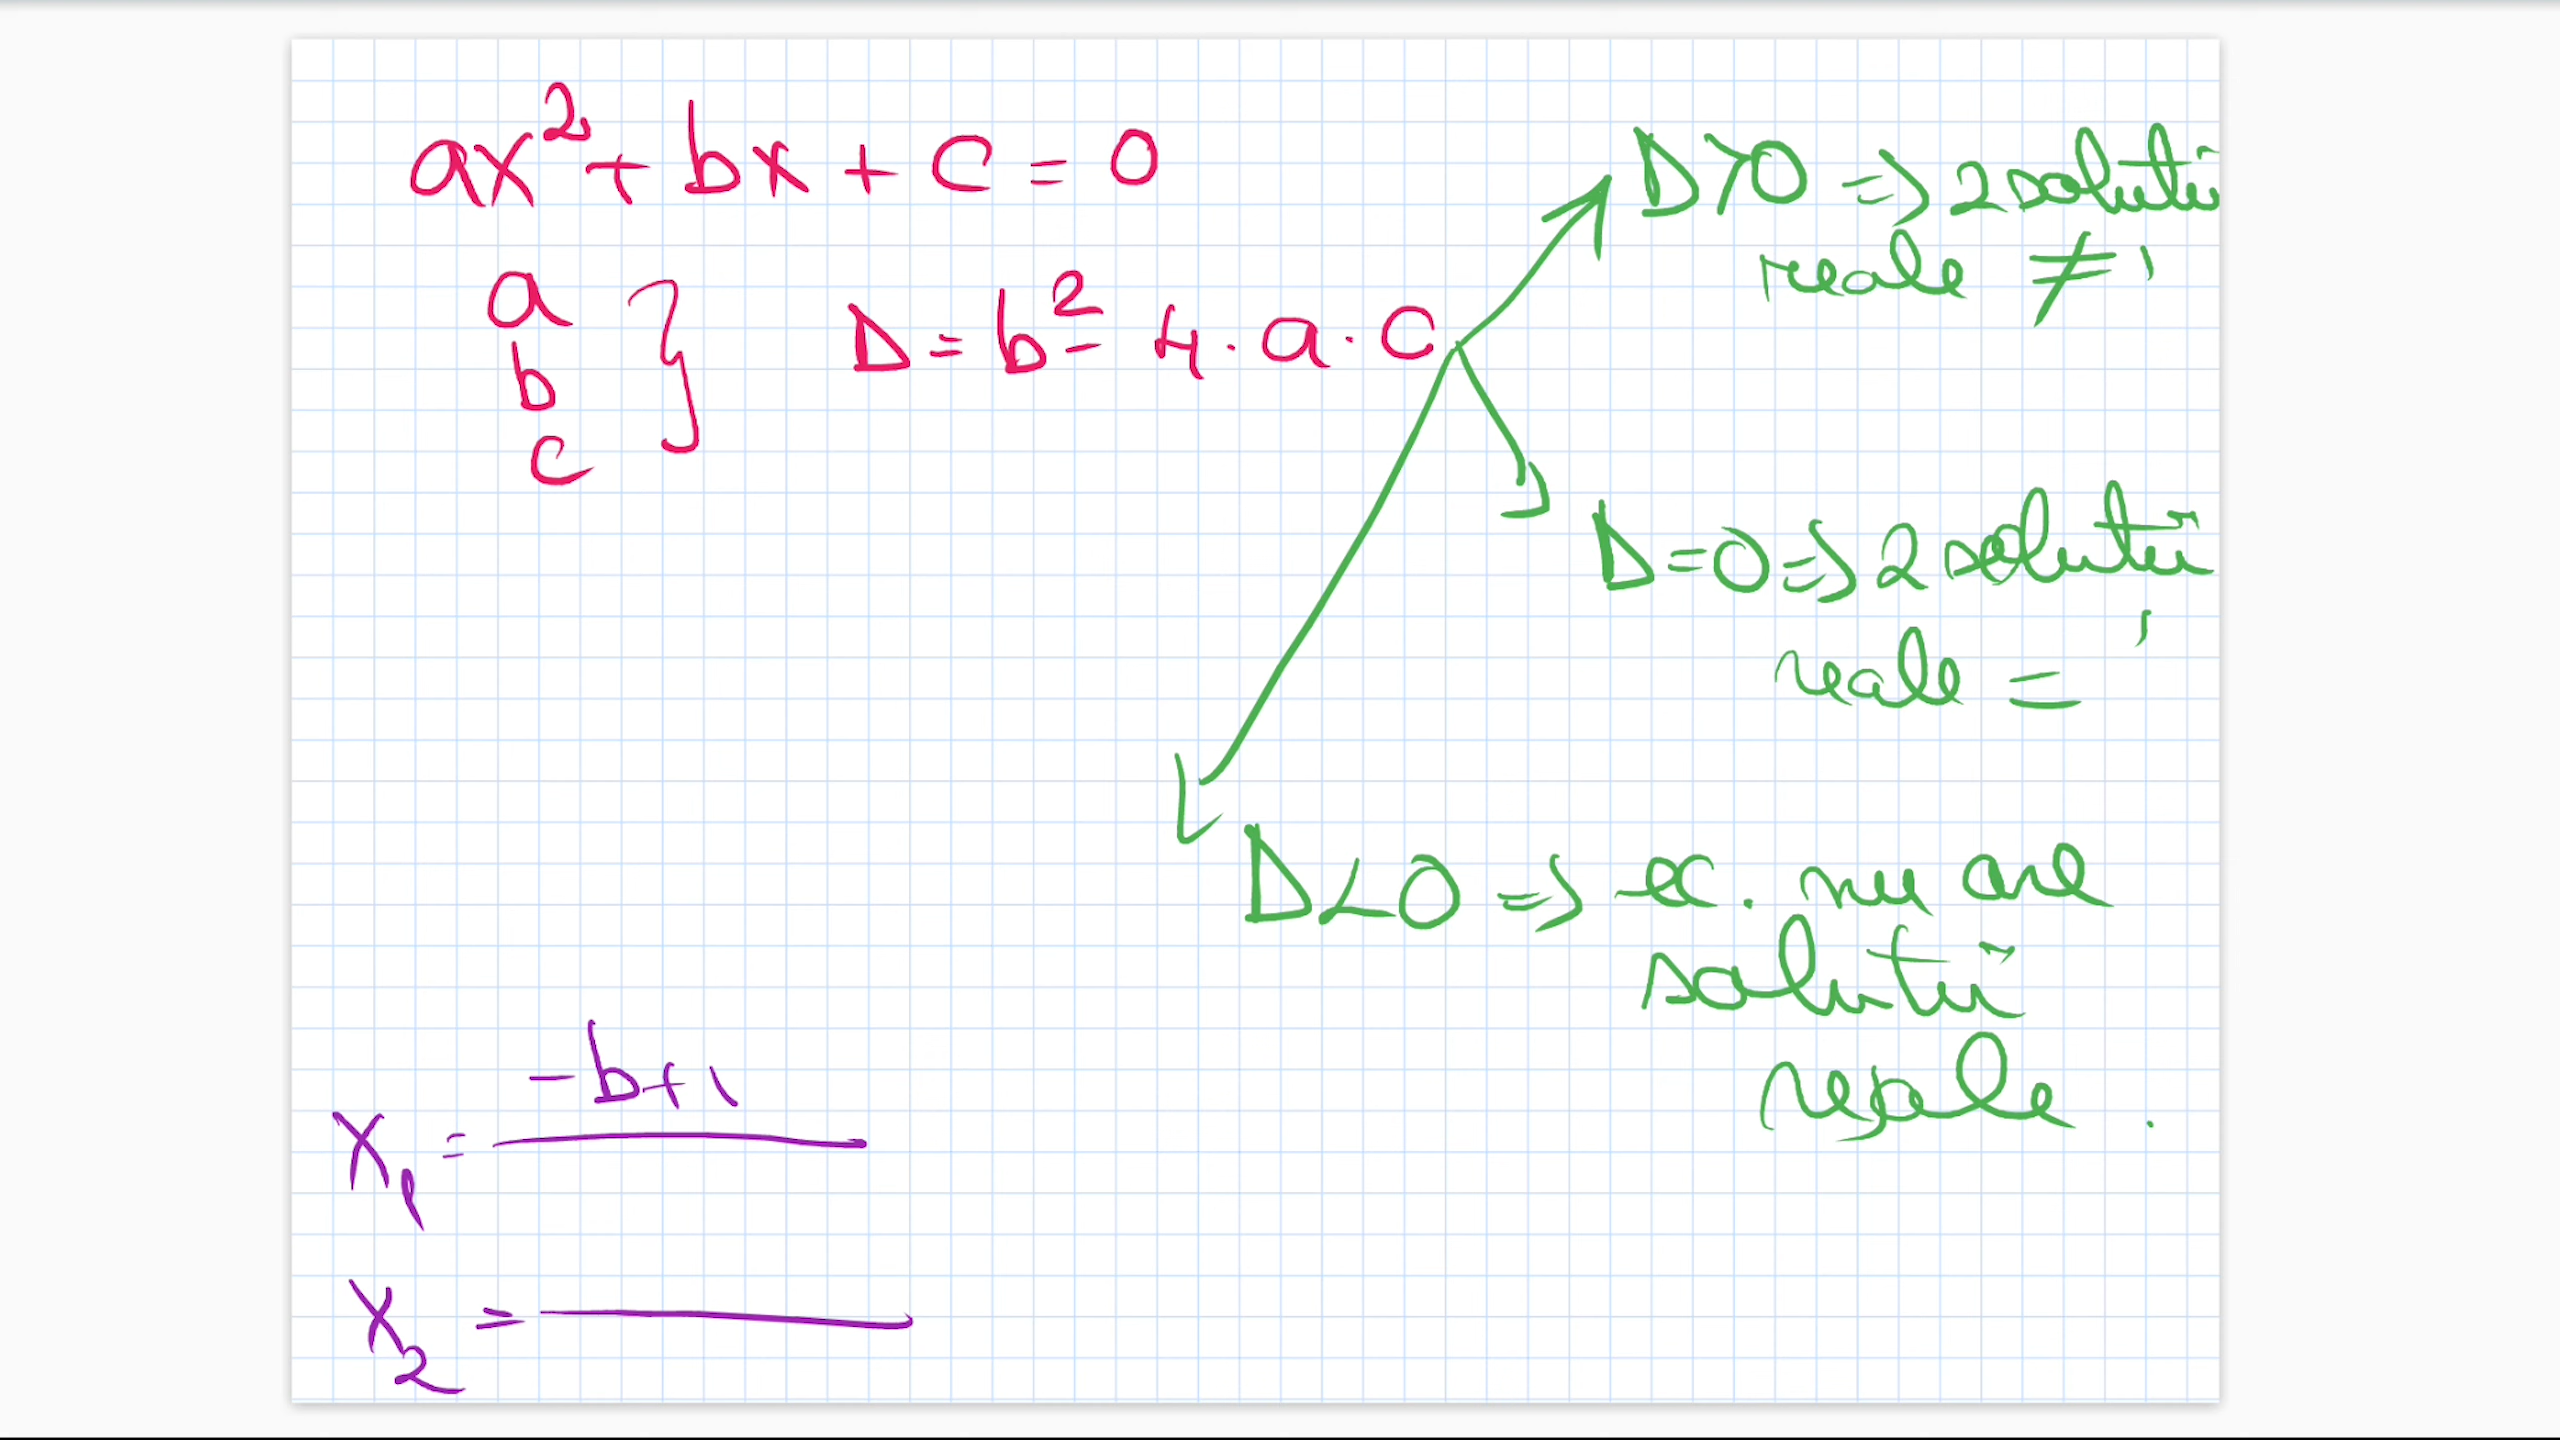 ax² + bx + c = 0
a
b
c
} Δ = b² - 4 · a · c
Δ > 0 => 2 soluții
reale ≠
Δ = 0 => 2 soluții
reale =
Δ < 0 => ec. nu are
soluții
reale.
x₁ = -b +
x₂ =